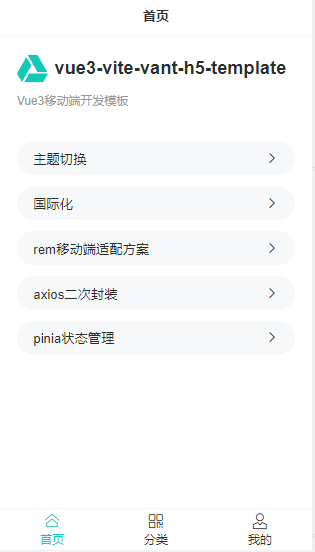 首页
vue3-vite-vant-h5-template
Vue3移动端开发模板
主题切换
国际化
rem移动端适配方案
axios二次封装
pinia状态管理
首页 分类 我的